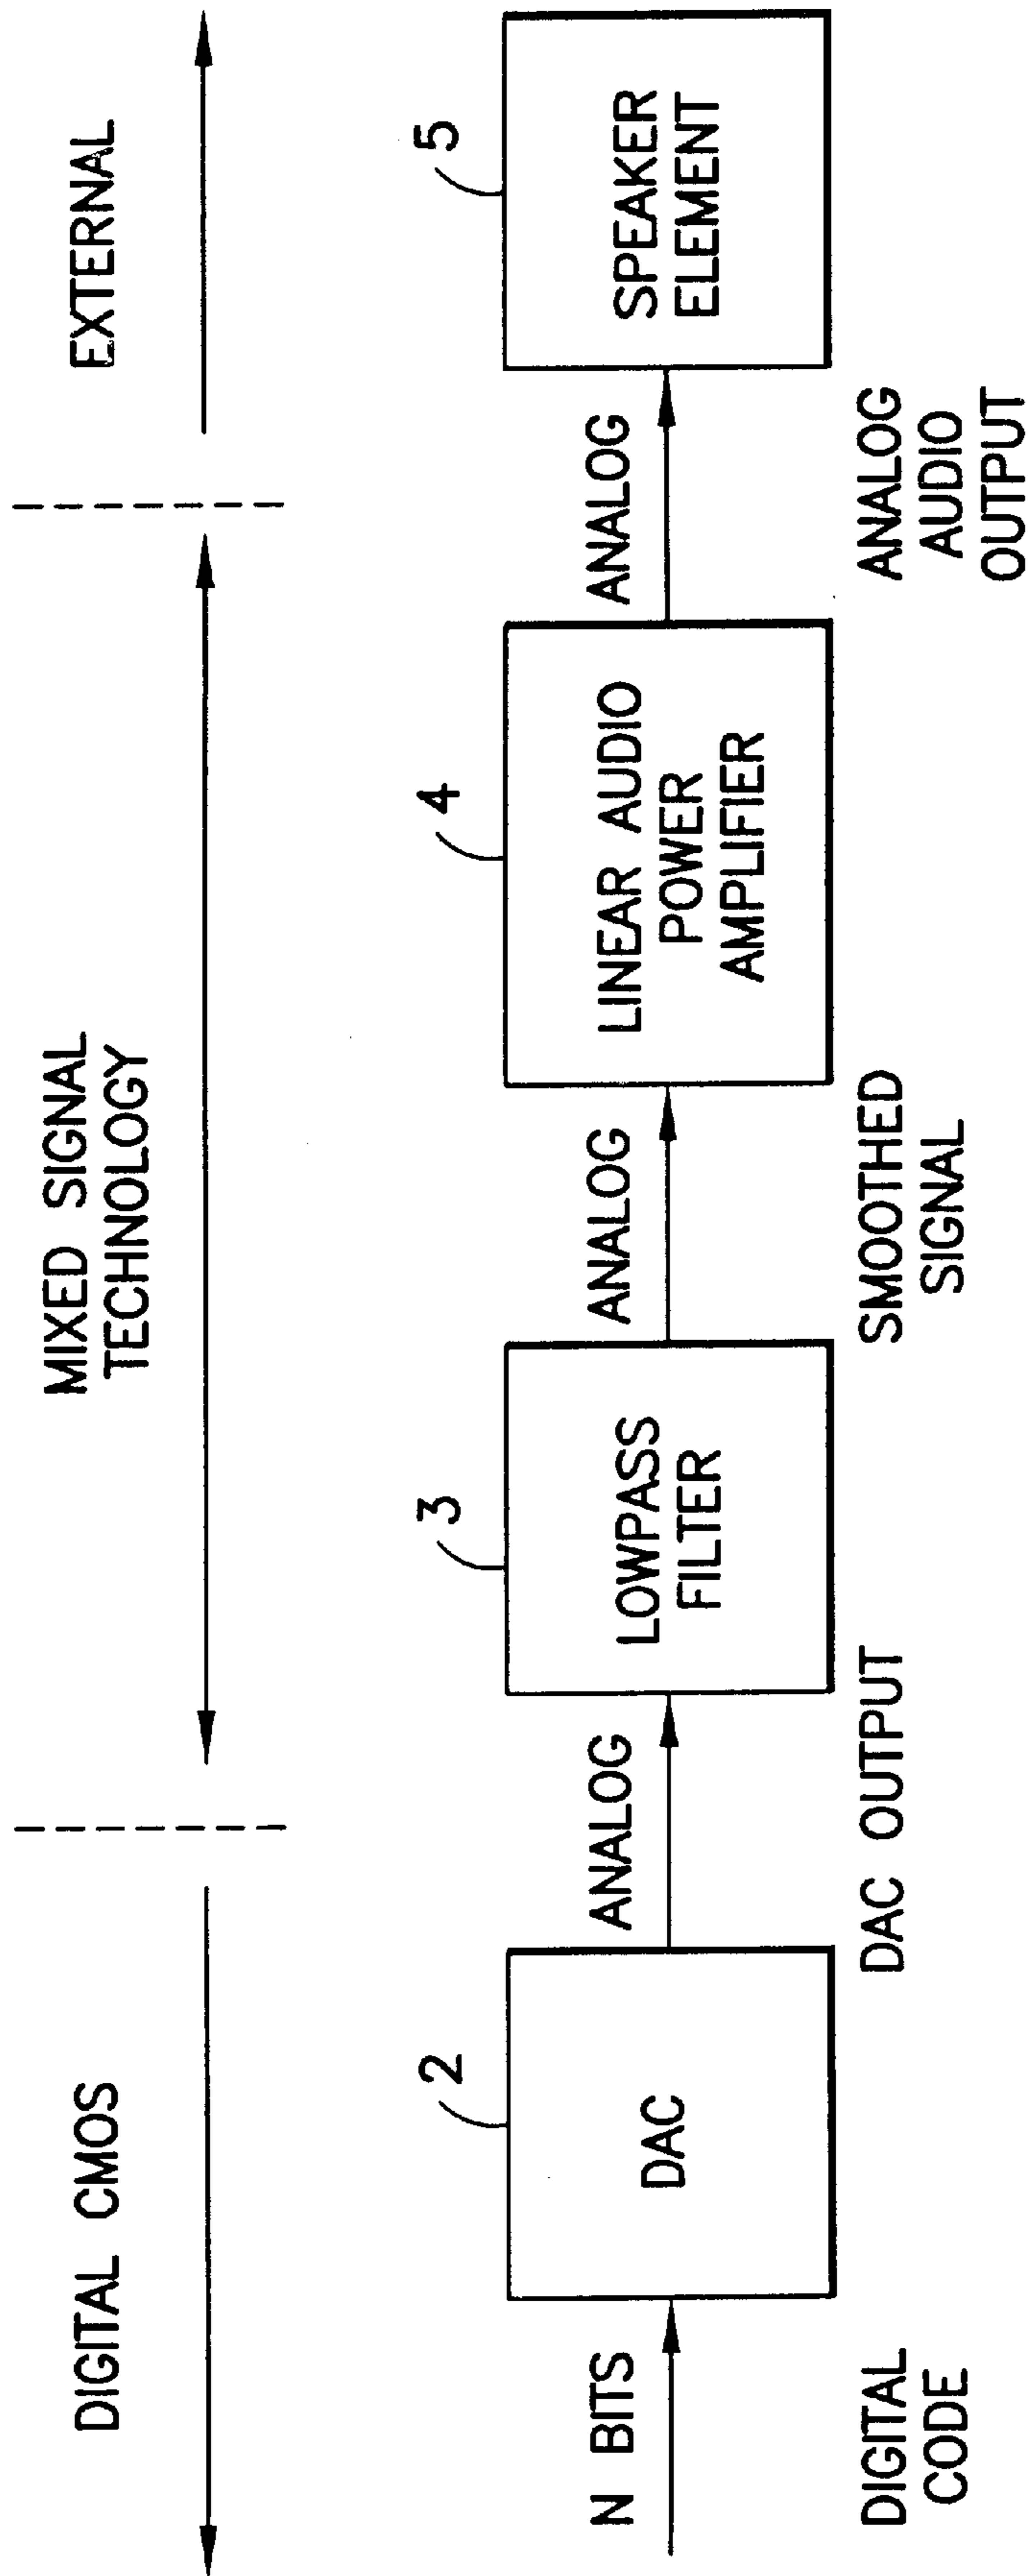 DIGITAL CMOS
MIXED SIGNAL
TECHNOLOGY
EXTERNAL
2
3
4
5
N BITS
DAC
ANALOG
LOWPASS
FILTER
ANALOG
LINEAR AUDIO
POWER
AMPLIFIER
ANALOG
SPEAKER
ELEMENT
DIGITAL
CODE
DAC OUTPUT
SMOOTHED
SIGNAL
ANALOG
AUDIO
OUTPUT